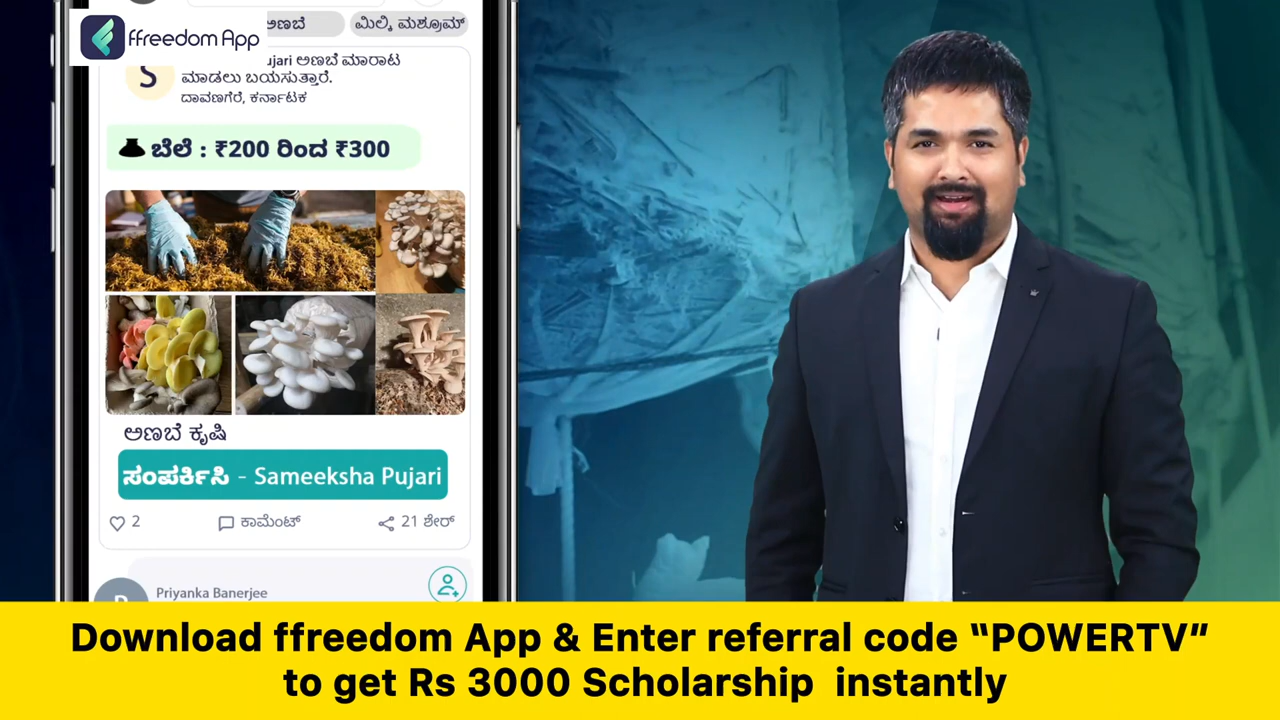 ಅಣಬೆ
ಮಿಲ್ಕಿ ಮಶ್ರೂಮ್
ffreedom App
S
ujari ಅಣಬೆ ಮಾರಾಟ
ಮಾಡಲು ಬಯಸುತ್ತಾರೆ.
ದಾವಣಗೆರೆ, ಕರ್ನಾಟಕ
ಬೆಲೆ : ₹200 ರಿಂದ ₹300
ಅಣಬೆ ಕೃಷಿ
ಸಂಪರ್ಕಿಸಿ - Sameeksha Pujari
2
ಕಾಮೆಂಟ್
21 ಶೇರ್
Priyanka Banerjee
Download ffreedom App & Enter referral code “POWERTV”
to get Rs 3000 Scholarship instantly